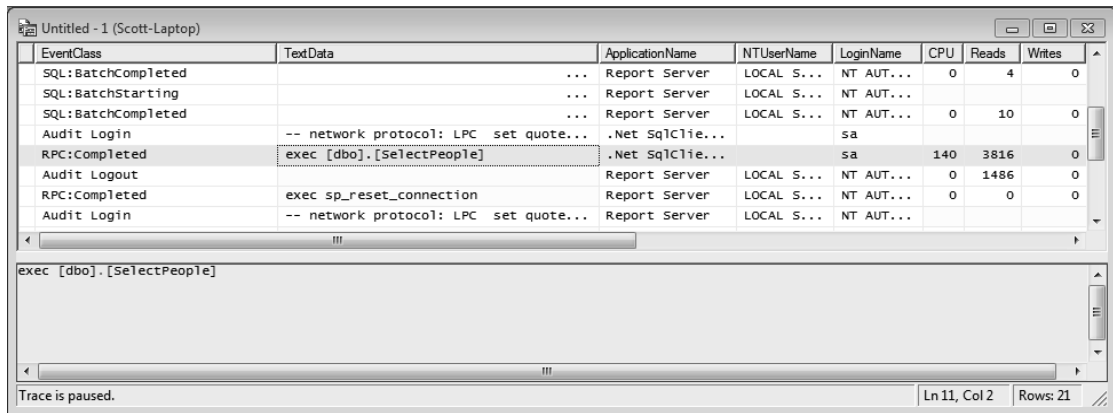 Untitled - 1 (Scott-Laptop)
EventClass TextData ApplicationName NTUserName LoginName CPU Reads Writes
SQL:BatchCompleted ... Report Server LOCAL S... NT AUT... 0 4 0
SQL:BatchStarting ... Report Server LOCAL S... NT AUT...
SQL:BatchCompleted ... Report Server LOCAL S... NT AUT... 0 10 0
Audit Login -- network protocol: LPC set quote... .Net SqlClie... sa
RPC:Completed exec [dbo].[SelectPeople] .Net SqlClie... sa 140 3816 0
Audit Logout Report Server LOCAL S... NT AUT... 0 1486 0
RPC:Completed exec sp_reset_connection Report Server LOCAL S... NT AUT... 0 0 0
Audit Login -- network protocol: LPC set quote... Report Server LOCAL S... NT AUT...
exec [dbo].[SelectPeople]
Trace is paused. Ln 11, Col 2 Rows: 21